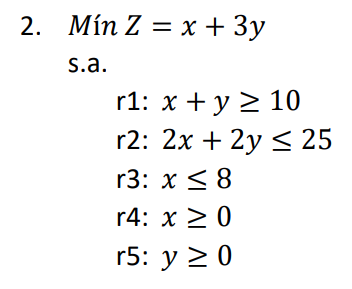 2. Mín Z = x + 3y
s.a.
r1: x + y ≥ 10
r2: 2x + 2y ≤ 25
r3: x ≤ 8
r4: x ≥ 0
r5: y ≥ 0